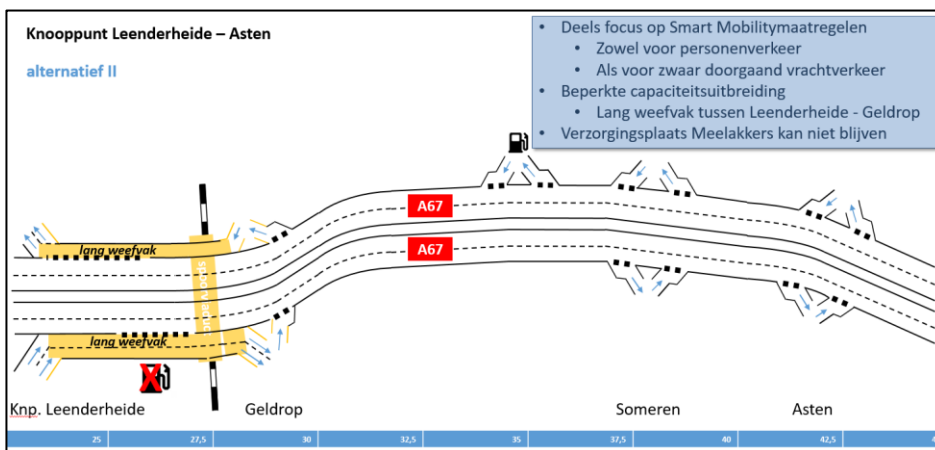 Knooppunt Leenderheide – Asten
alternatief II
• Deels focus op Smart Mobilitymaatregelen
• Zowel voor personenverkeer
• Als voor zwaar doorgaand vrachtverkeer
• Beperkte capaciteitsuitbreiding
• Lang weefvak tussen Leenderheide - Geldrop
• Verzorgingsplaats Meelakkers kan niet blijven
A67
A67
lang weefvak
lang weefvak
Knp. Leenderheide
Geldrop
Someren
Asten
25
27,5
30
32,5
35
37,5
40
42,5